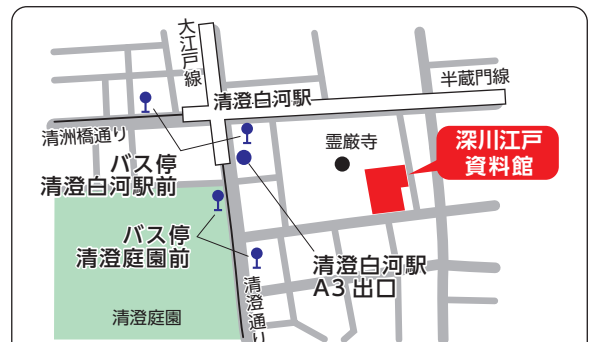 大江戸線
清澄白河駅
半蔵門線
清洲橋通り
バス停
清澄白河駅前
霊巌寺
深川江戸
資料館
バス停
清澄庭園前
清澄白河駅
A3 出口
清澄庭園
清澄通り